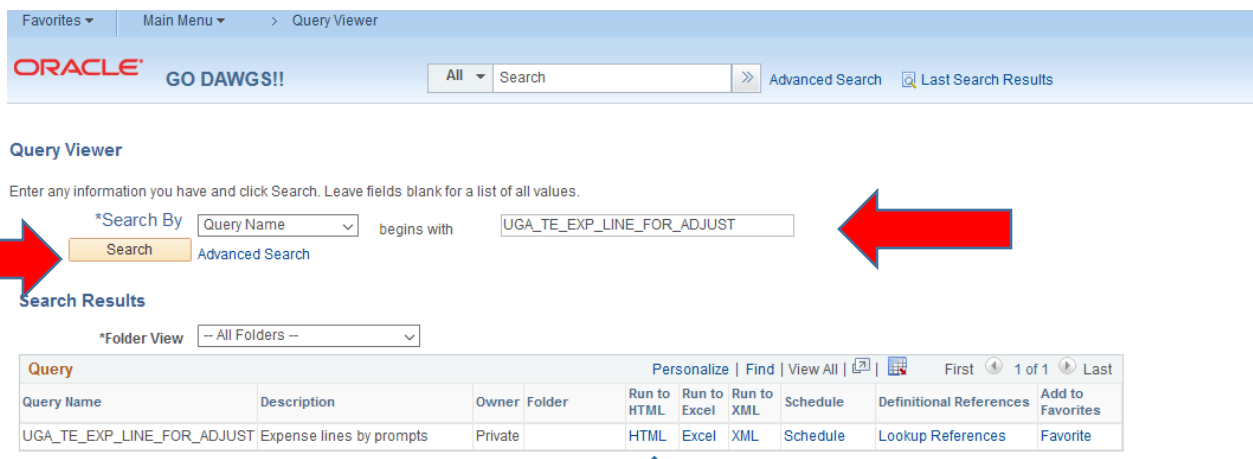 Favorites Main Menu > Query Viewer
ORACLE GO DAWGS!! All Search Advanced Search Last Search Results
Query Viewer
Enter any information you have and click Search. Leave fields blank for a list of all values.
*Search By Query Name begins with UGA_TE_EXP_LINE_FOR_ADJUST
Search Advanced Search
Search Results
*Folder View -- All Folders --
Query Personalize | Find | View All | | First 1 of 1 Last
Query Name Description Owner Folder Run to HTML Run to Excel Run to XML Schedule Definitional References Add to Favorites
UGA_TE_EXP_LINE_FOR_ADJUST Expense lines by prompts Private HTML Excel XML Schedule Lookup References Favorite